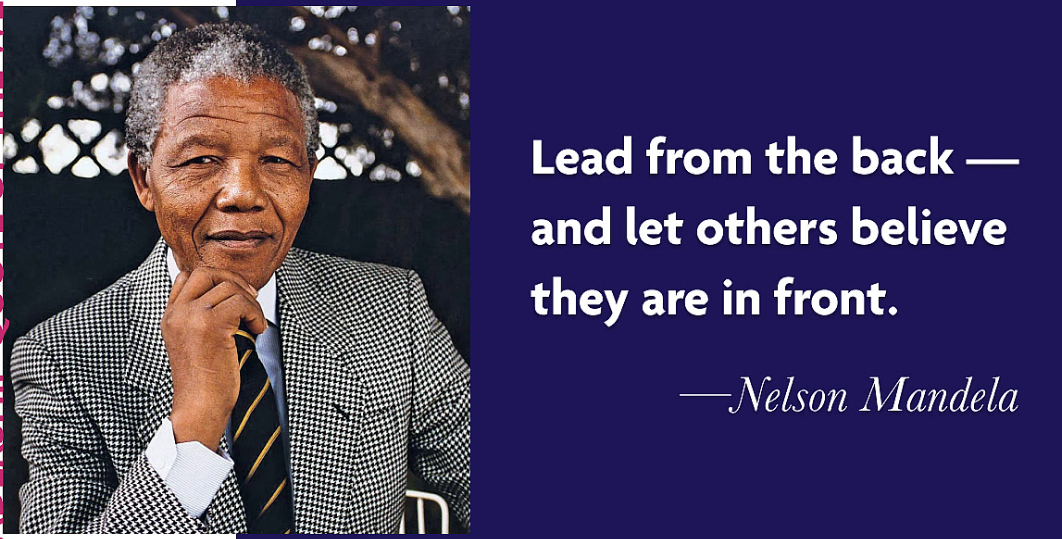 Lead from the back —
and let others believe
they are in front.
—Nelson Mandela